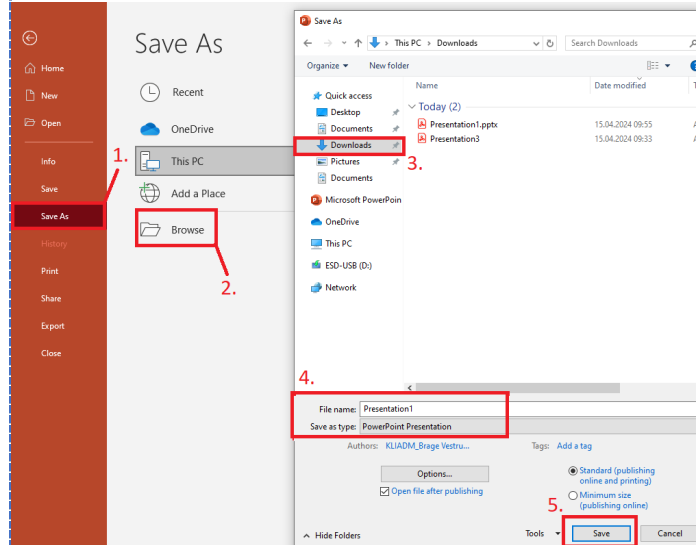 Save As
Home
New
Open
Info
Save
Save As
History
Print
Share
Export
Close
1.
Recent
OneDrive
This PC
Add a Place
Browse
2.
Save As
This PC > Downloads
Search Downloads
Organize
New folder
Name
Date modified
Quick access
Desktop
Documents
Downloads
Pictures
Documents
Microsoft PowerPoin
OneDrive
This PC
ESD-USB (D:)
Network
Today (2)
Presentation1.pptx 15.04.2024 09:55
Presentation3 15.04.2024 09:33
3.
4.
File name: Presentation1
Save as type: PowerPoint Presentation
Authors: KLIADM_Brage Vestru...
Tags: Add a tag
Options...
Open file after publishing
Standard (publishing
online and printing)
Minimum size
(publishing online)
5.
Hide Folders
Tools
Save
Cancel